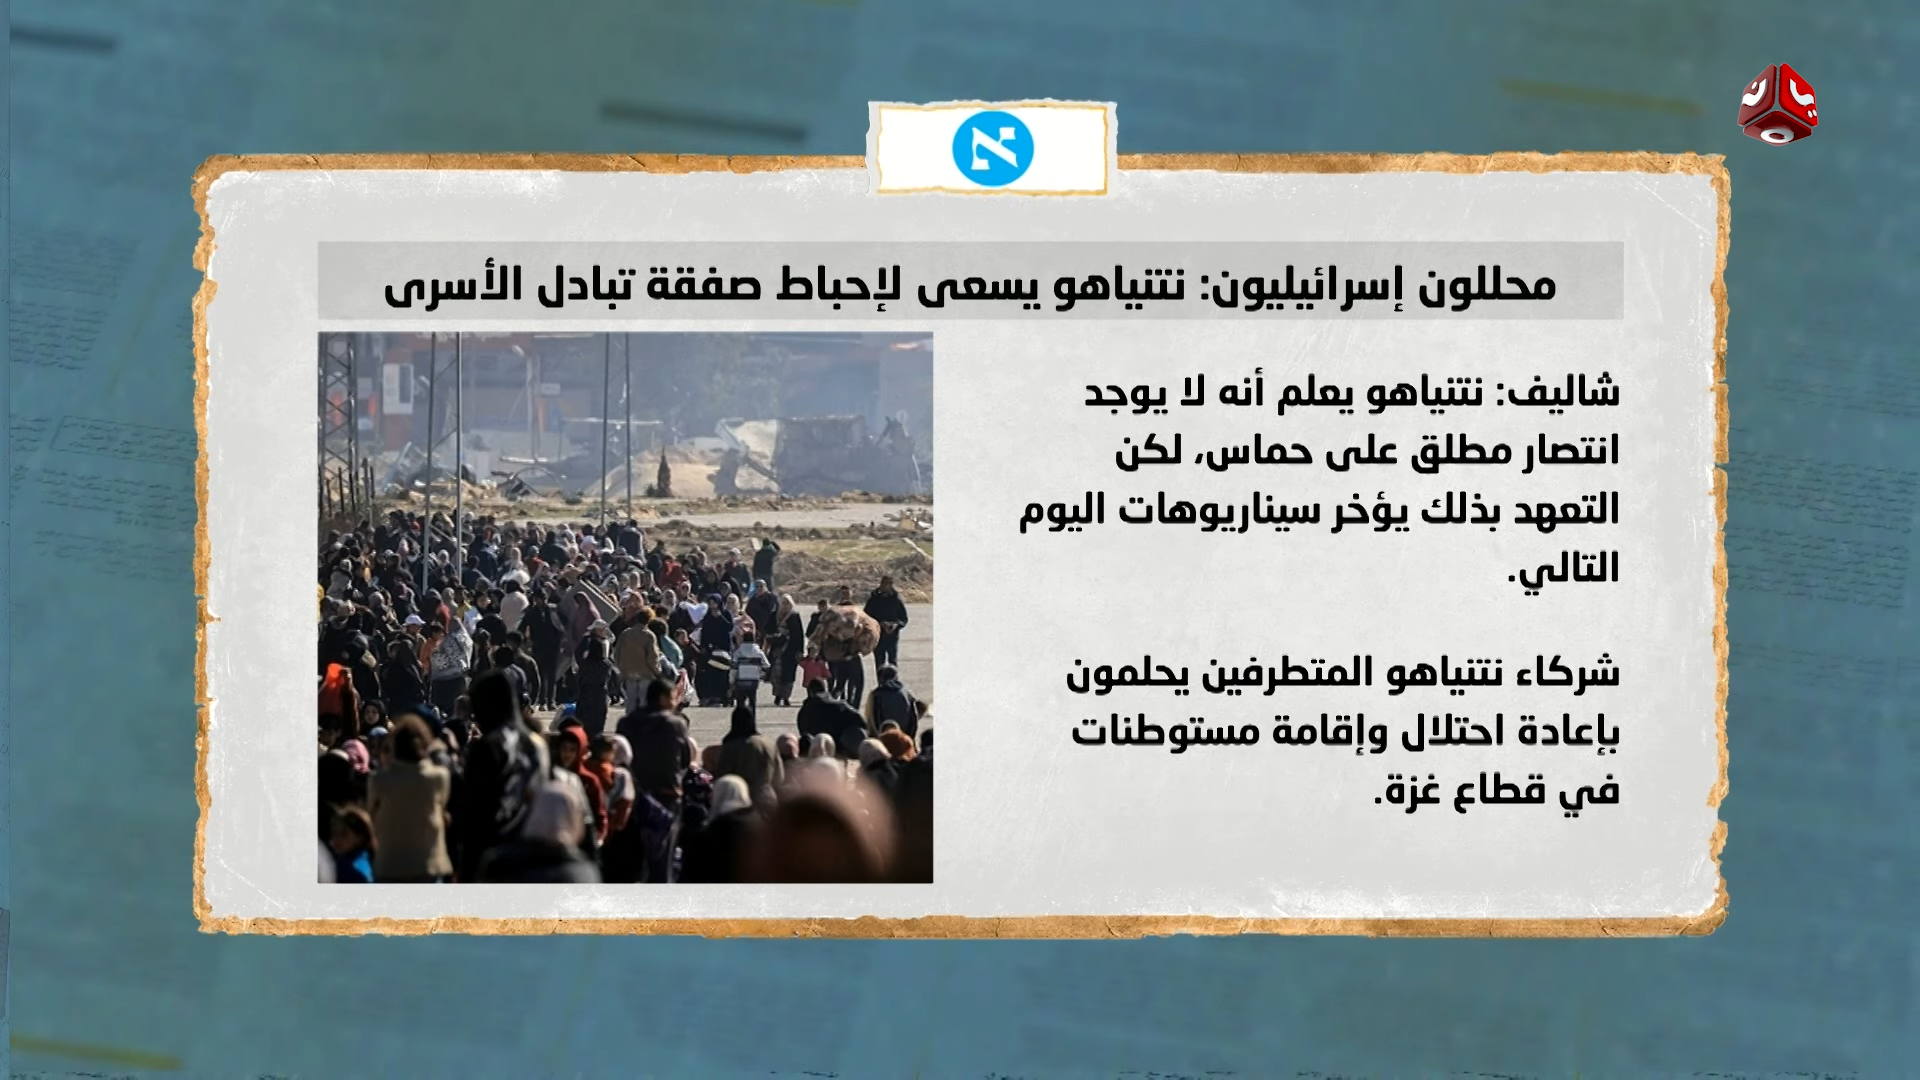 א
محللون إسرائيليون: نتنياهو يسعى لإحباط صفقة تبادل الأسرى
شاليف: نتنياهو يعلم أنه لا يوجد
انتصار مطلق على حماس، لكن
التعهد بذلك يؤخر سيناريوهات اليوم
التالي.
شركاء نتنياهو المتطرفين يحلمون
بإعادة احتلال وإقامة مستوطنات
في قطاع غزة.